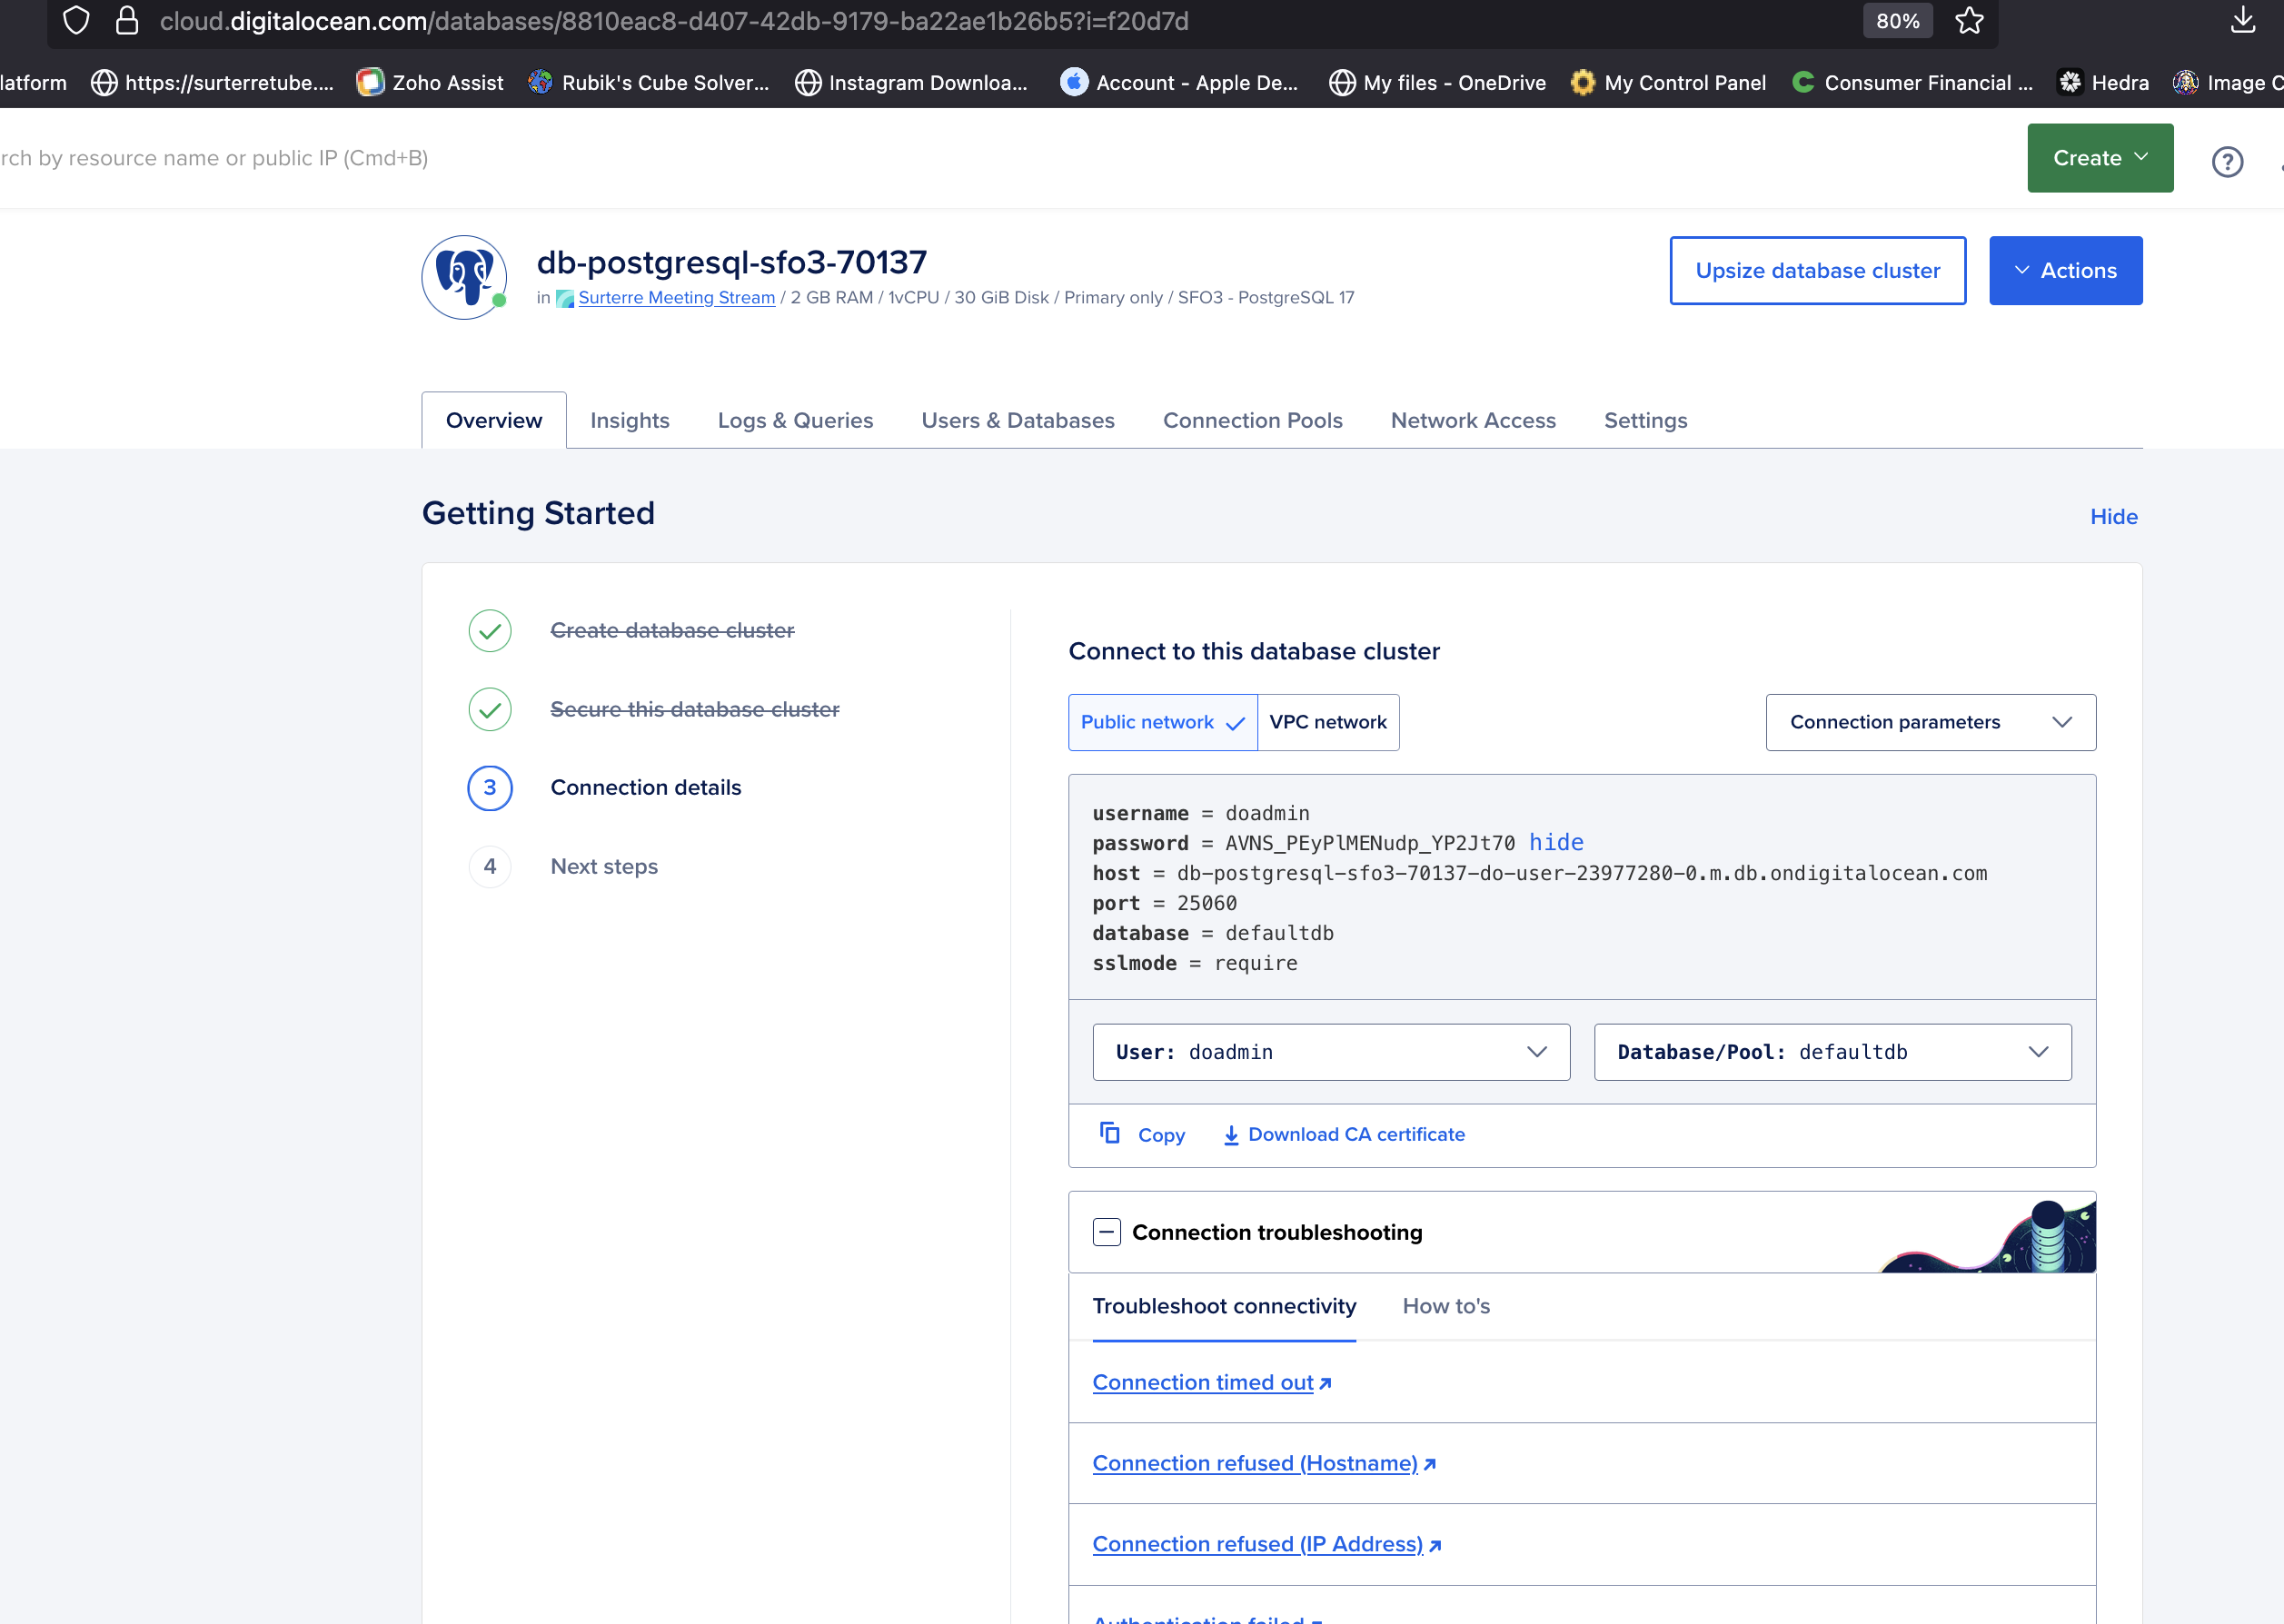 cloud.digitalocean.com/databases/8810eac8-d407-42db-9179-ba22ae1b26b5?i=f20d7d
80%
latform
https://surterretube....
Zoho Assist
Rubik's Cube Solver...
Instagram Downloa...
Account - Apple De...
My files - OneDrive
My Control Panel
Consumer Financial ...
Hedra
Image C
rch by resource name or public IP (Cmd+B)
Create
?
db-postgresql-sfo3-70137
in Surterre Meeting Stream / 2 GB RAM / 1vCPU / 30 GiB Disk / Primary only / SFO3 - PostgreSQL 17
Upsize database cluster
Actions
Overview
Insights
Logs & Queries
Users & Databases
Connection Pools
Network Access
Settings
Getting Started
Hide
Create database cluster
Secure this database cluster
3 Connection details
4 Next steps
Connect to this database cluster
Public network
VPC network
Connection parameters
username = doadmin
password = AVNS_PEyPlMENudp_YP2Jt70 hide
host = db-postgresql-sfo3-70137-do-user-23977280-0.m.db.ondigitalocean.com
port = 25060
database = defaultdb
sslmode = require
User: doadmin
Database/Pool: defaultdb
Copy
Download CA certificate
Connection troubleshooting
Troubleshoot connectivity
How to's
Connection timed out
Connection refused (Hostname)
Connection refused (IP Address)
Authentication failed